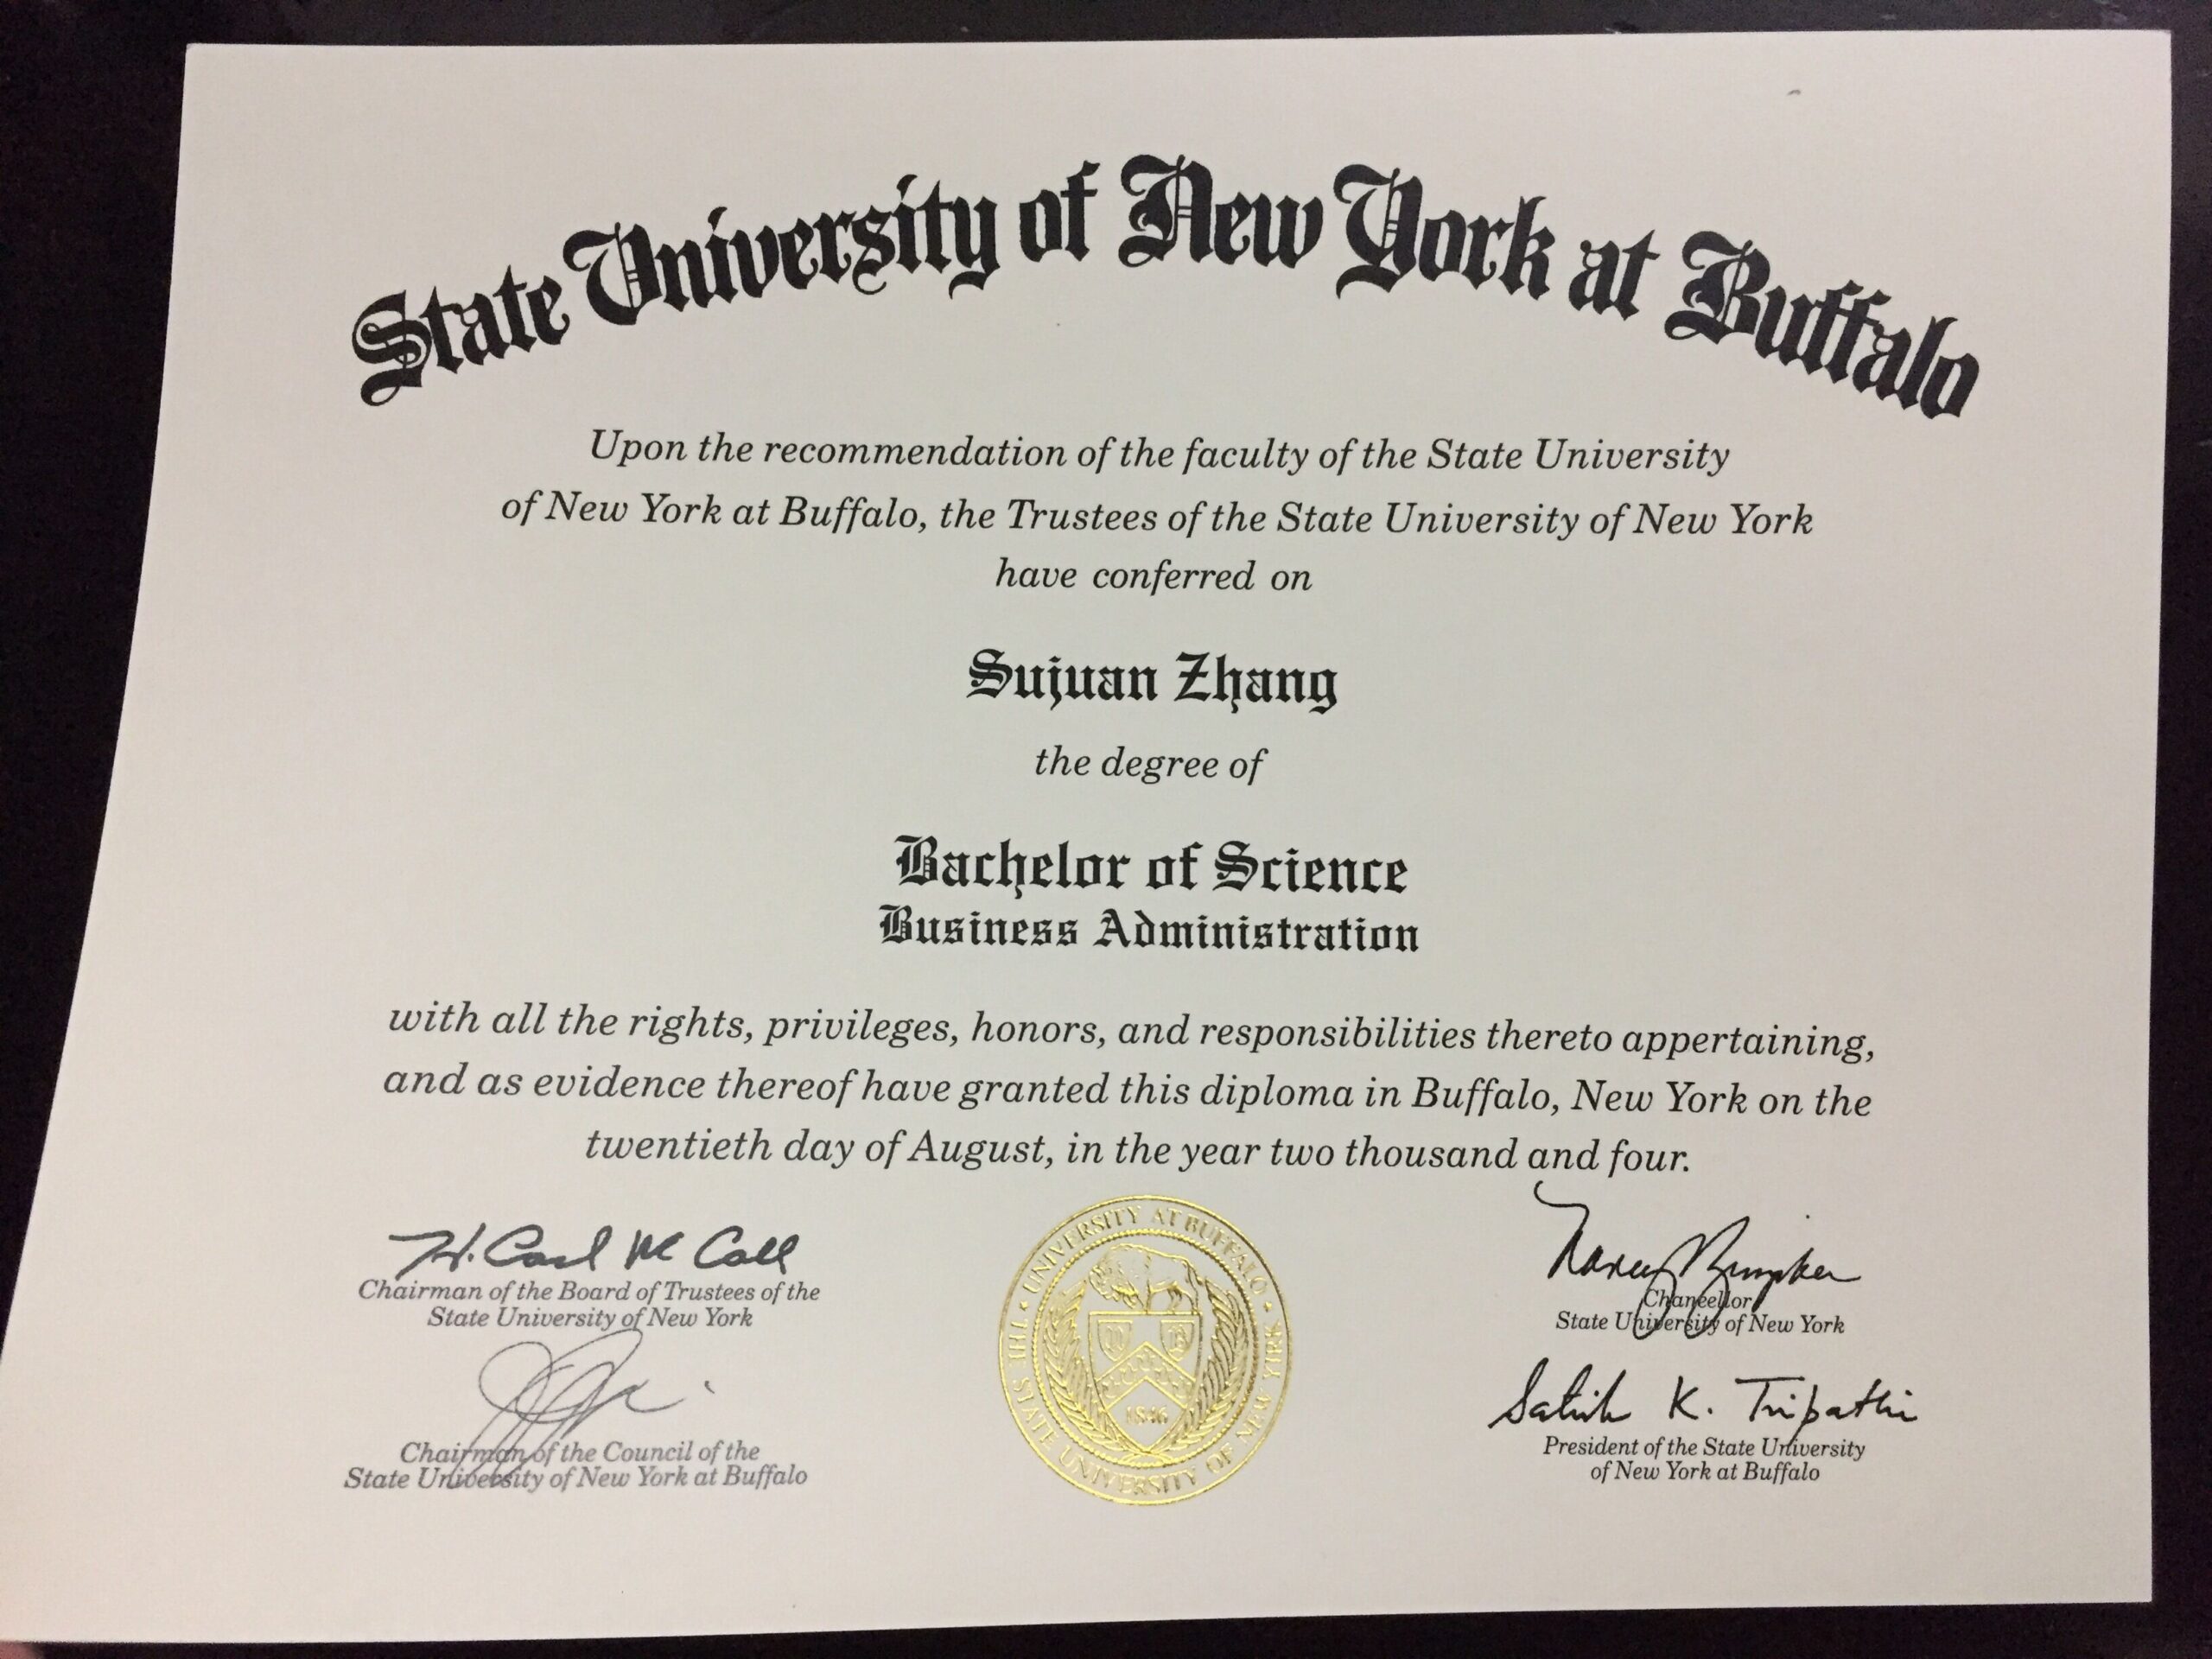 State University of New York at Buffalo
Upon the recommendation of the faculty of the State University
of New York at Buffalo, the Trustees of the State University of New York
have conferred on
Sujuan Zhang
the degree of
Bachelor of Science
Business Administration
with all the rights, privileges, honors, and responsibilities thereto appertaining,
and as evidence thereof have granted this diploma in Buffalo, New York on the
twentieth day of August, in the year two thousand and four.
H. Carl McCall
Chairman of the Board of Trustees of the
State University of New York
Chairman of the Council of the
State University of New York at Buffalo
UNIVERSITY AT BUFFALO
THE STATE UNIVERSITY OF NEW YORK
1846
Nancy Zimpher
Chancellor
State University of New York
Satish K. Tripathi
President of the State University
of New York at Buffalo